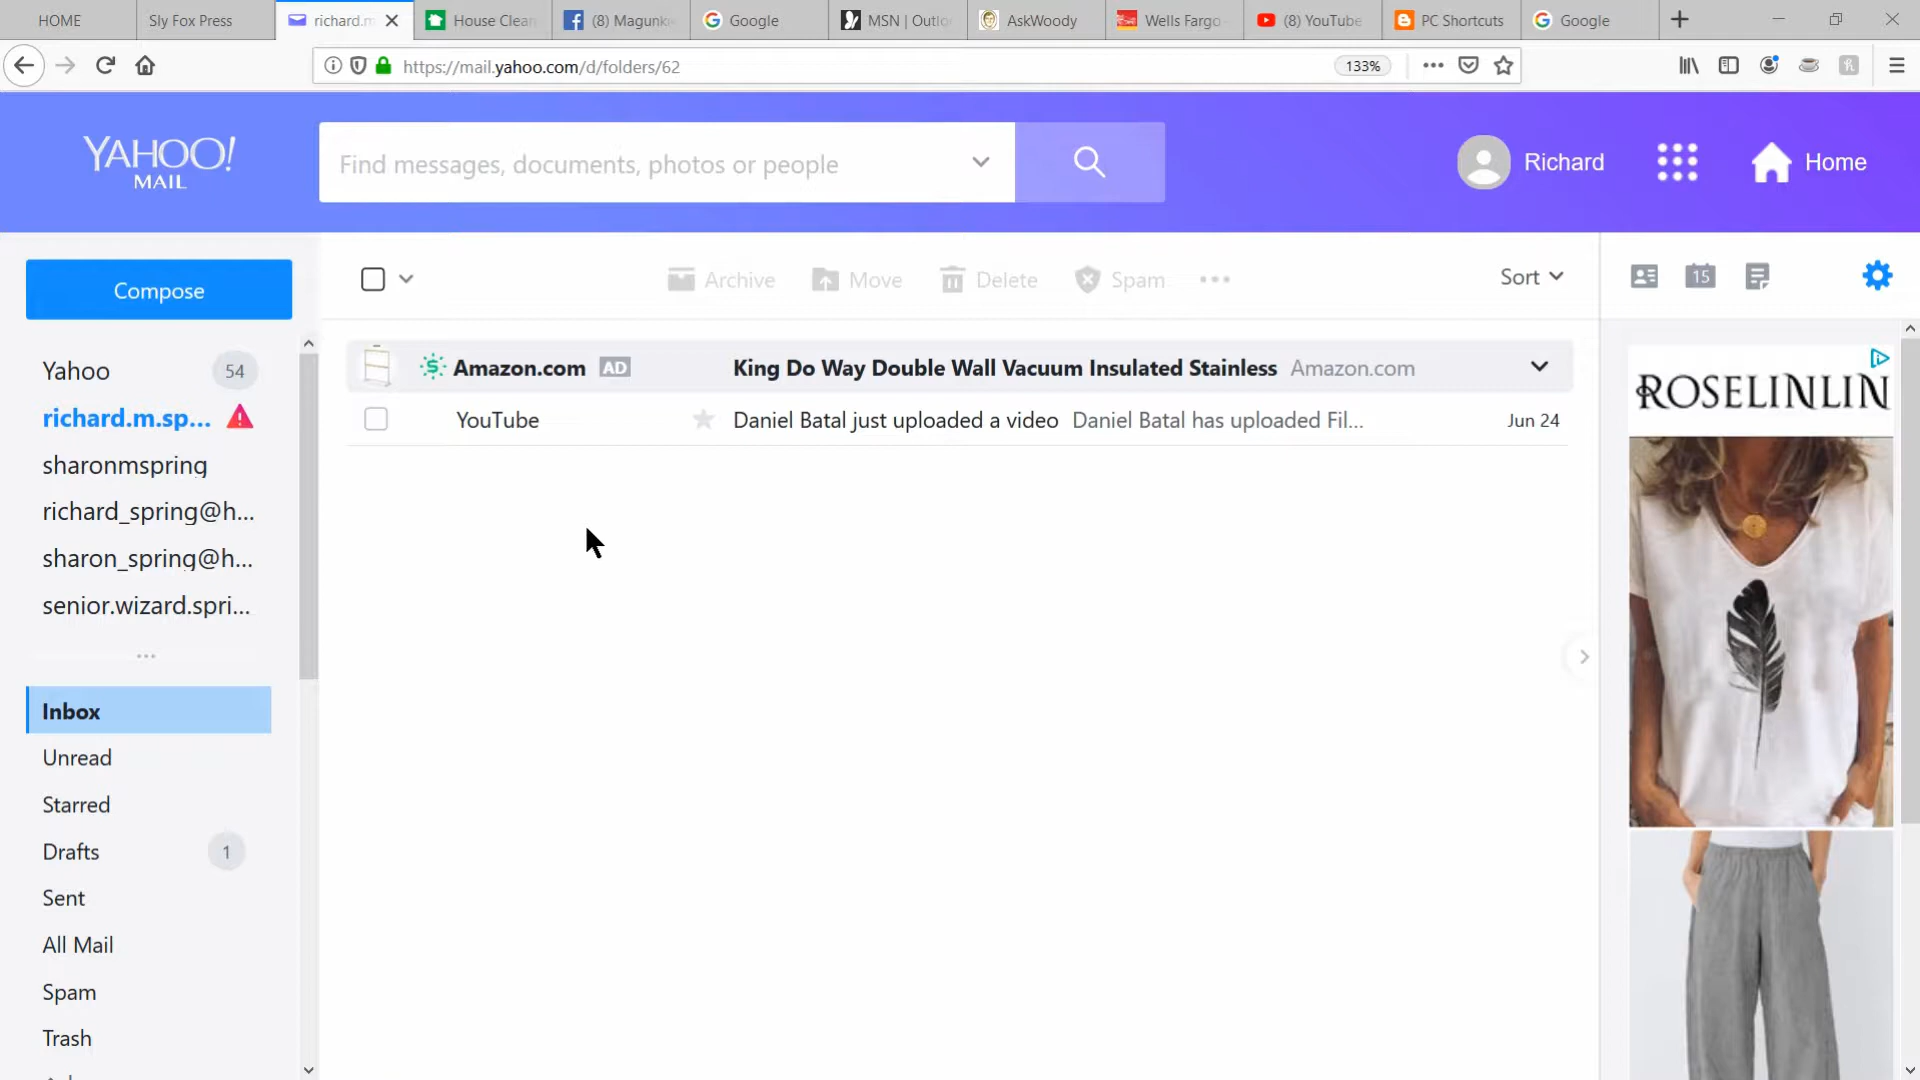 HOME
Sly Fox Press
richard.m
House Clean
(8) Magunk
Google
MSN | Outlo
AskWoody
Wells Fargo
(8) YouTube
PC Shortcuts
Google
https://mail.yahoo.com/d/folders/62
133%
YAHOO!
MAIL
Find messages, documents, photos or people
Richard
Home
Compose
Archive
Move
Delete
Spam
Sort
15
Yahoo 54
richard.m.sp...
sharonmspring
richard_spring@h...
sharon_spring@h...
senior.wizard.spri...
Inbox
Unread
Starred
Drafts 1
Sent
All Mail
Spam
Trash
Amazon.com AD King Do Way Double Wall Vacuum Insulated Stainless Amazon.com
YouTube Daniel Batal just uploaded a video Daniel Batal has uploaded Fil... Jun 24
ROSELINLIN